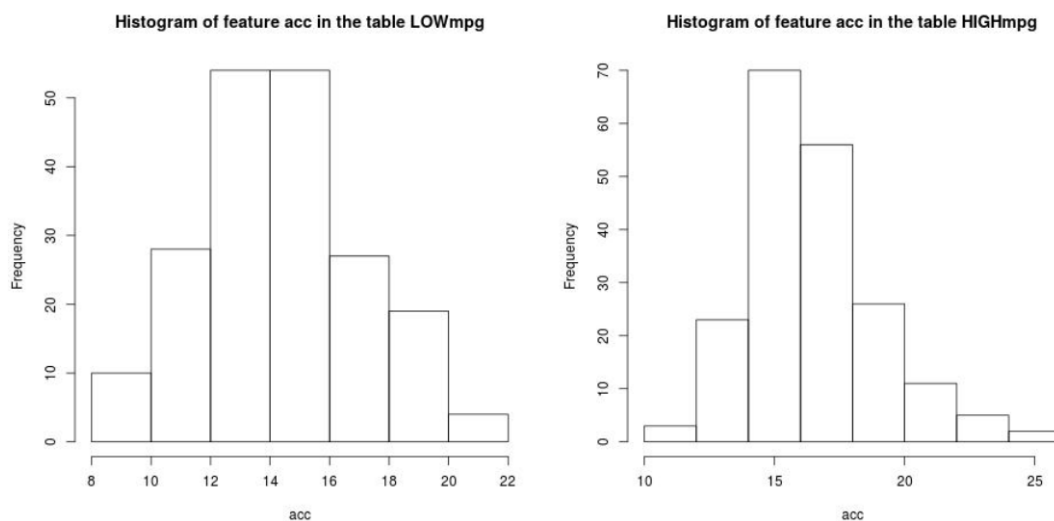 Histogram of feature acc in the table LOWmpg
Frequency
0
10
20
30
40
50
8 10 12 14 16 18 20 22
acc
Histogram of feature acc in the table HIGHmpg
Frequency
0
10
20
30
40
50
60
70
10 15 20 25
acc